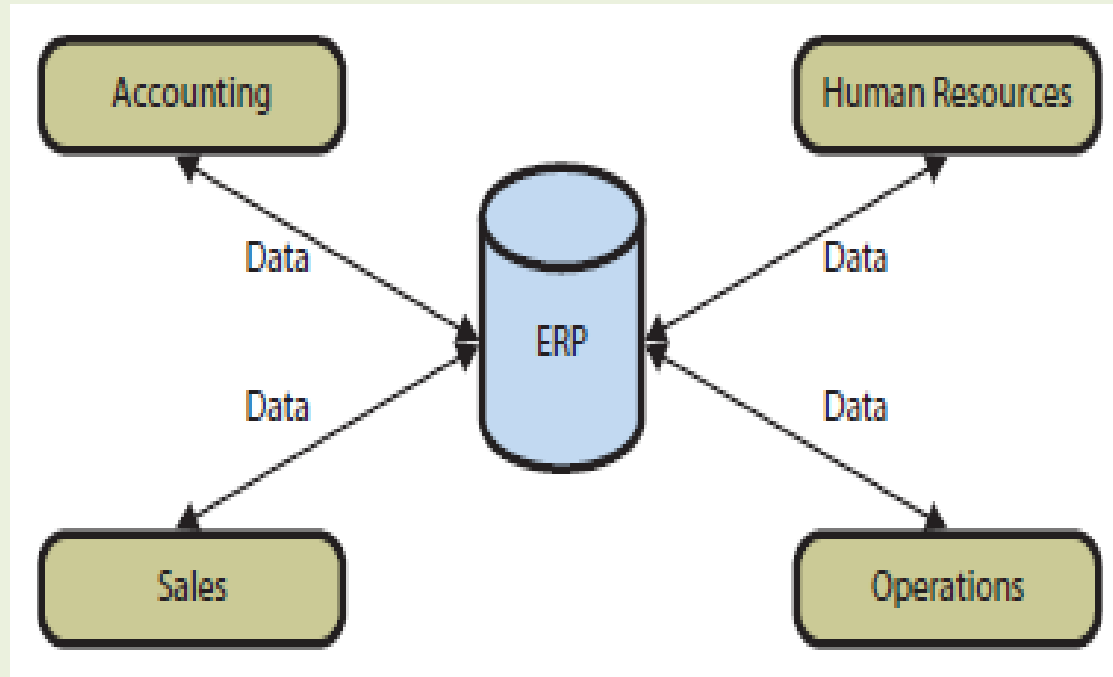 Accounting
Human Resources
Data
Data
ERP
Data
Data
Sales
Operations